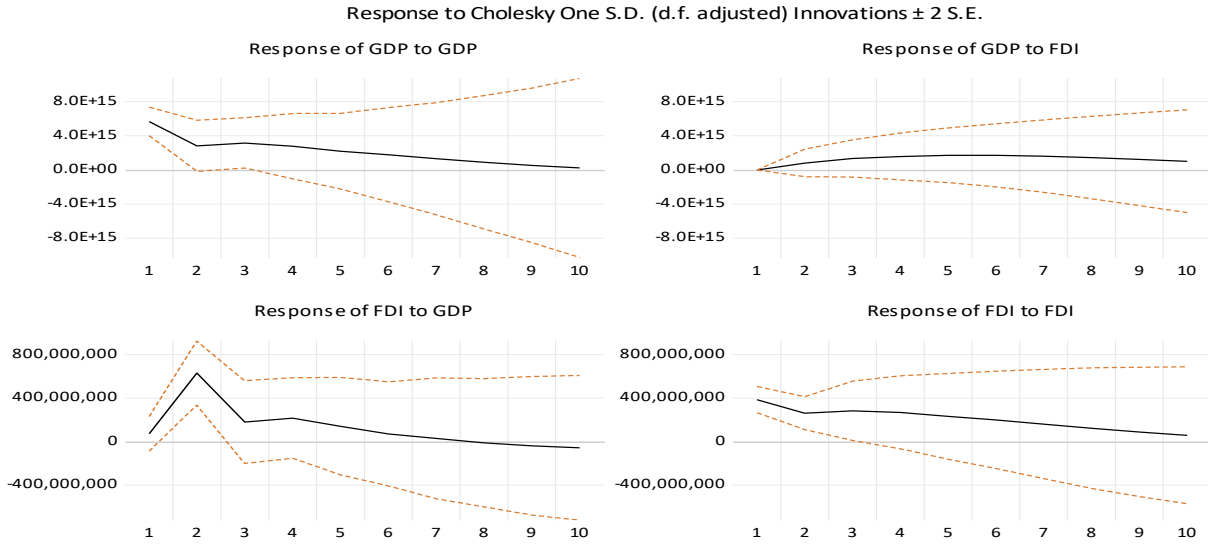 Response to Cholesky One S.D. (d.f. adjusted) Innovations ± 2 S.E.
Response of GDP to GDP
8.0E+15
4.0E+15
0.0E+00
-4.0E+15
-8.0E+15
1 2 3 4 5 6 7 8 9 10
Response of GDP to FDI
8.0E+15
4.0E+15
0.0E+00
-4.0E+15
-8.0E+15
1 2 3 4 5 6 7 8 9 10
Response of FDI to GDP
800,000,000
400,000,000
0
-400,000,000
1 2 3 4 5 6 7 8 9 10
Response of FDI to FDI
800,000,000
400,000,000
0
-400,000,000
1 2 3 4 5 6 7 8 9 10